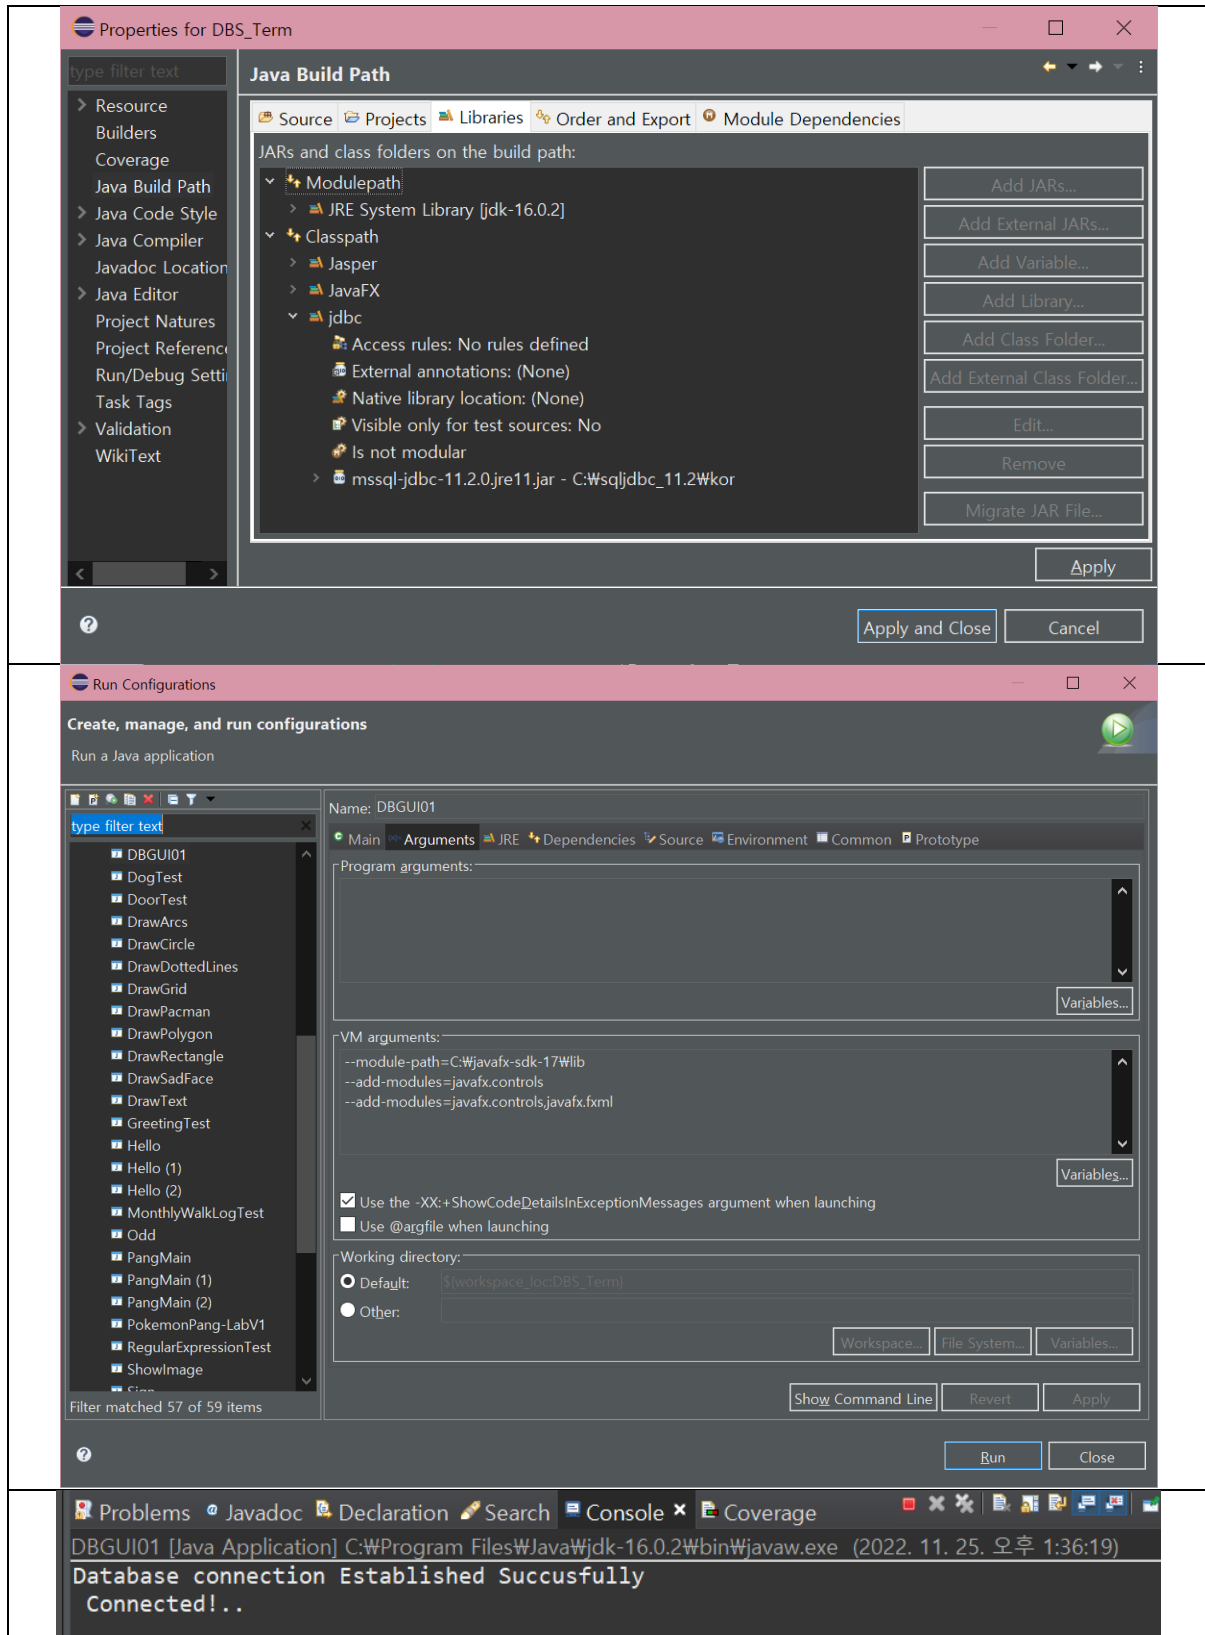 Properties for DBS_Term
type filter text
Java Build Path
Resource
Builders
Coverage
Java Build Path
Java Code Style
Java Compiler
Javadoc Location
Java Editor
Project Natures
Project Referenc
Run/Debug Setti
Task Tags
Validation
WikiText
Source Projects Libraries Order and Export Module Dependencies
JARs and class folders on the build path:
Modulepath
JRE System Library [jdk-16.0.2]
Classpath
Jasper
JavaFX
jdbc
Access rules: No rules defined
External annotations: (None)
Native library location: (None)
Visible only for test sources: No
Is not modular
mssql-jdbc-11.2.0.jre11.jar - C:₩sqljdbc_11.2₩kor
Add JARs...
Add External JARs...
Add Variable...
Add Library...
Add Class Folder...
Add External Class Folder...
Edit...
Remove
Migrate JAR File...
Apply
Apply and Close Cancel
Run Configurations
Create, manage, and run configurations
Run a Java application
type filter text
DBGUI01
DogTest
DoorTest
DrawArcs
DrawCircle
DrawDottedLines
DrawGrid
DrawPacman
DrawPolygon
DrawRectangle
DrawSadFace
DrawText
GreetingTest
Hello
Hello (1)
Hello (2)
MonthlyWalkLogTest
Odd
PangMain
PangMain (1)
PangMain (2)
PokemonPang-LabV1
RegularExpressionTest
ShowImage
Filter matched 57 of 59 items
Name: DBGUI01
Main Arguments JRE Dependencies Source Environment Common Prototype
Program arguments:
Variables...
VM arguments:
--module-path=C:₩javafx-sdk-17₩lib
--add-modules=javafx.controls
--add-modules=javafx.controls,javafx.fxml
Variables...
Use the -XX:+ShowCodeDetailsInExceptionMessages argument when launching
Use @argfile when launching
Working directory:
Default: ${workspace_loc:DBS_Term}
Other:
Workspace... File System... Variables...
Show Command Line Revert Apply
Run Close
Problems Javadoc Declaration Search Console Coverage
DBGUI01 [Java Application] C:₩Program Files₩Java₩jdk-16.0.2₩bin₩javaw.exe (2022. 11. 25. 오후 1:36:19)
Database connection Established Succusfully
Connected!..